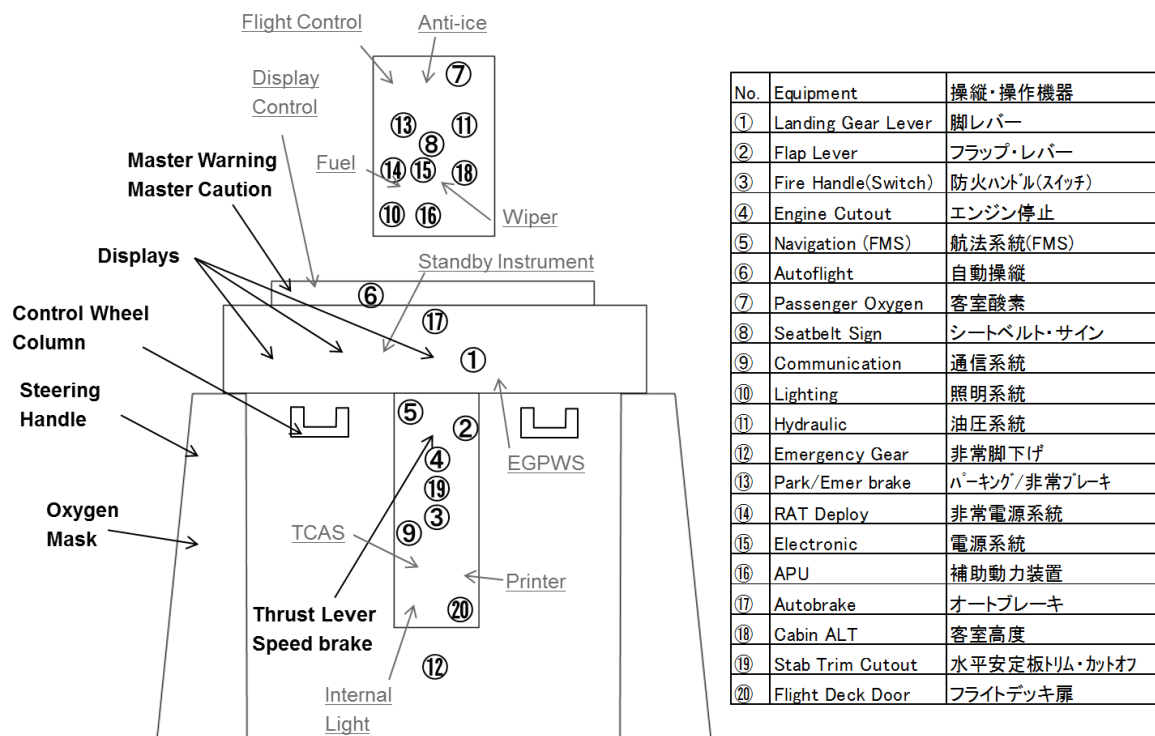 Flight Control
Anti-ice
Display
Control
⑦
⑬
⑪
⑧
Master Warning
Master Caution
Fuel
⑭
⑮
⑱
⑩
⑯
Wiper
Displays
Standby Instrument
⑥
Control Wheel
Column
⑰
①
Steering
Handle
⑤
②
④
EGPWS
⑲
Oxygen
Mask
③
TCAS
⑨
Printer
Thrust Lever
Speed brake
⑳
⑫
Internal
Light
No. Equipment 操縦・操作機器
① Landing Gear Lever 脚レバー
② Flap Lever フラップ・レバー
③ Fire Handle(Switch) 防火ハンドル(スイッチ)
④ Engine Cutout エンジン停止
⑤ Navigation (FMS) 航法系統(FMS)
⑥ Autoflight 自動操縦
⑦ Passenger Oxygen 客室酸素
⑧ Seatbelt Sign シートベルト・サイン
⑨ Communication 通信系統
⑩ Lighting 照明系統
⑪ Hydraulic 油圧系統
⑫ Emergency Gear 非常脚下げ
⑬ Park/Emer brake パーキング/非常ブレーキ
⑭ RAT Deploy 非常電源系統
⑮ Electronic 電源系統
⑯ APU 補助動力装置
⑰ Autobrake オートブレーキ
⑱ Cabin ALT 客室高度
⑲ Stab Trim Cutout 水平安定板トリム・カットオフ
⑳ Flight Deck Door フライトデッキ扉